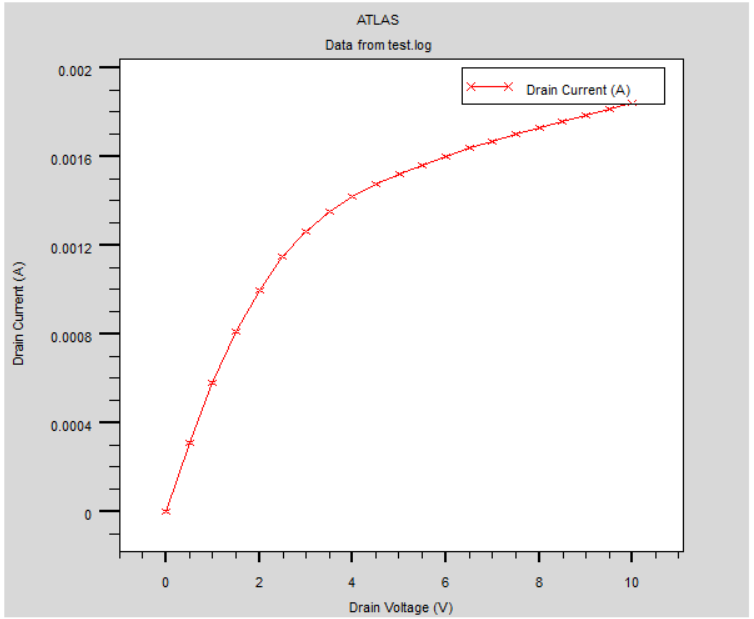 ATLAS
Data from test.log
Drain Current (A)
0.002
0.0016
0.0012
0.0008
0.0004
0
Drain Current (A)
0 2 4 6 8 10
Drain Voltage (V)